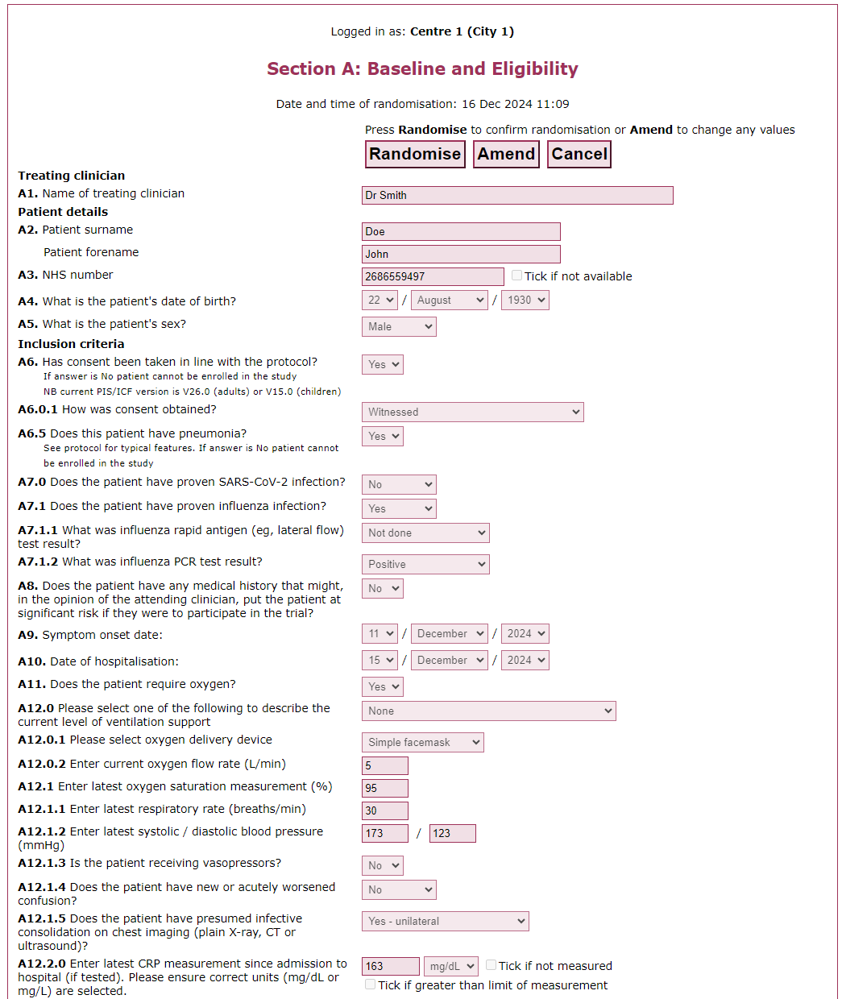 Logged in as: Centre 1 (City 1)
Section A: Baseline and Eligibility
Date and time of randomisation: 16 Dec 2024 11:09
Press Randomise to confirm randomisation or Amend to change any values
Randomise Amend Cancel
Treating clinician
A1. Name of treating clinician Dr Smith
Patient details
A2. Patient surname Doe
Patient forename John
A3. NHS number 2686559497 Tick if not available
A4. What is the patient's date of birth? 22 / August / 1930
A5. What is the patient's sex? Male
Inclusion criteria
A6. Has consent been taken in line with the protocol? Yes
If answer is No patient cannot be enrolled in the study
NB current PIS/ICF version is V26.0 (adults) or V15.0 (children)
A6.0.1 How was consent obtained? Witnessed
A6.5 Does this patient have pneumonia? Yes
See protocol for typical features. If answer is No patient cannot
be enrolled in the study
A7.0 Does the patient have proven SARS-CoV-2 infection? No
A7.1 Does the patient have proven influenza infection? Yes
A7.1.1 What was influenza rapid antigen (eg, lateral flow) Not done
test result?
A7.1.2 What was influenza PCR test result? Positive
A8. Does the patient have any medical history that might, No
in the opinion of the attending clinician, put the patient at
significant risk if they were to participate in the trial?
A9. Symptom onset date: 11 / December / 2024
A10. Date of hospitalisation: 15 / December / 2024
A11. Does the patient require oxygen? Yes
A12.0 Please select one of the following to describe the None
current level of ventilation support
A12.0.1 Please select oxygen delivery device Simple facemask
A12.0.2 Enter current oxygen flow rate (L/min) 5
A12.1 Enter latest oxygen saturation measurement (%) 95
A12.1.1 Enter latest respiratory rate (breaths/min) 30
A12.1.2 Enter latest systolic / diastolic blood pressure 173 / 123
(mmHg)
A12.1.3 Is the patient receiving vasopressors? No
A12.1.4 Does the patient have new or acutely worsened No
confusion?
A12.1.5 Does the patient have presumed infective Yes - unilateral
consolidation on chest imaging (plain X-ray, CT or
ultrasound)?
A12.2.0 Enter latest CRP measurement since admission to 163 mg/dL Tick if not measured
hospital (if tested). Please ensure correct units (mg/dL or Tick if greater than limit of measurement
mg/L) are selected.